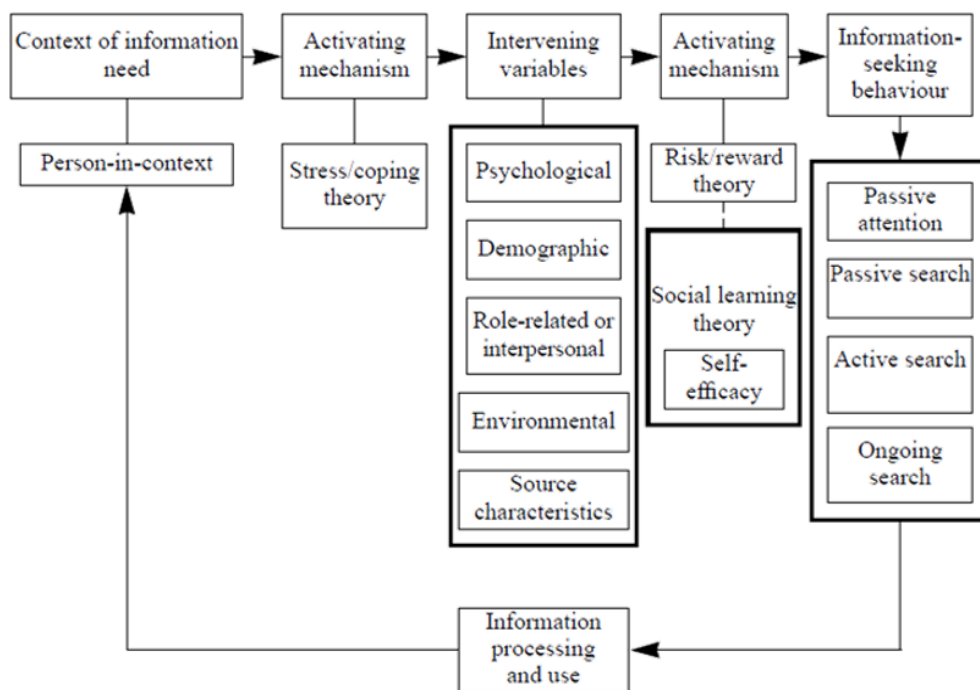 Context of information
need
Activating
mechanism
Intervening
variables
Activating
mechanism
Information-
seeking
behaviour
Person-in-context
Stress/coping
theory
Psychological
Demographic
Role-related or
interpersonal
Environmental
Source
characteristics
Risk/reward
theory
Social learning
theory
Self-
efficacy
Passive
attention
Passive search
Active search
Ongoing
search
Information
processing
and use